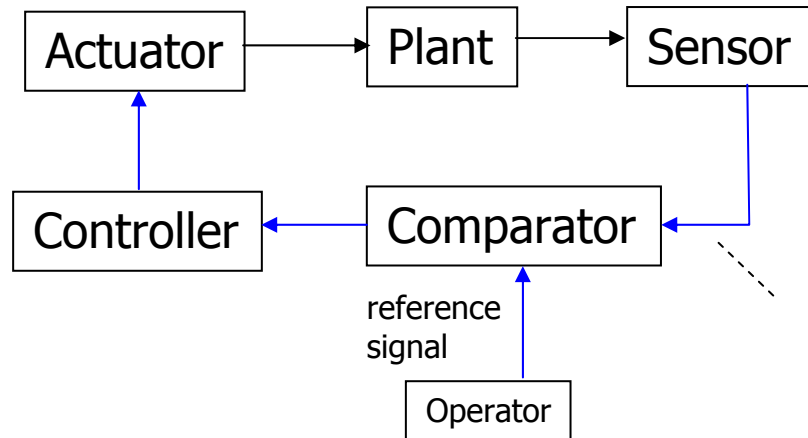 Actuator
Plant
Sensor
Controller
Comparator
reference
signal
Operator